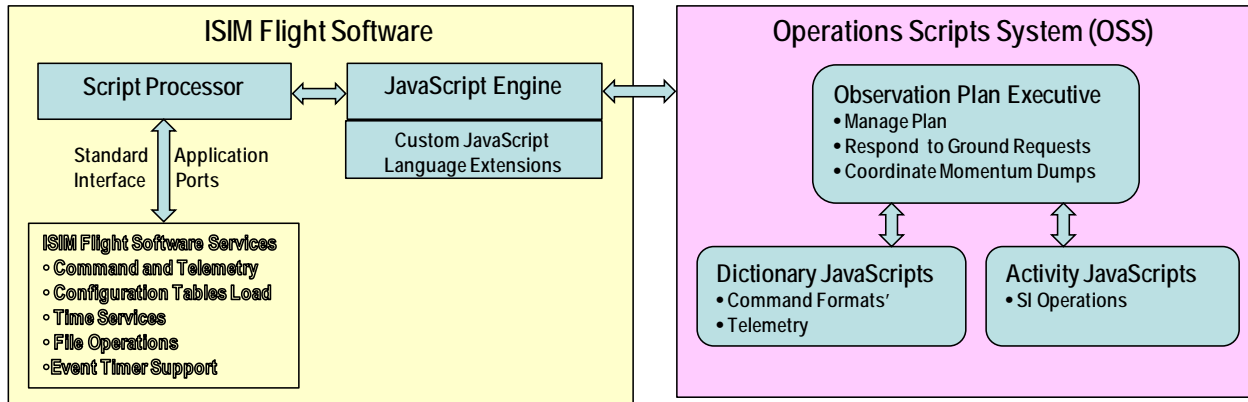 ISIM Flight Software
Script Processor
JavaScript Engine
Custom JavaScript
Language Extensions
Standard
Interface
Application
Ports
ISIM Flight Software Services
• Command and Telemetry
• Configuration Tables Load
• Time Services
• File Operations
• Event Timer Support
Operations Scripts System (OSS)
Observation Plan Executive
• Manage Plan
• Respond to Ground Requests
• Coordinate Momentum Dumps
Dictionary JavaScripts
• Command Formats’
• Telemetry
Activity JavaScripts
• SI Operations